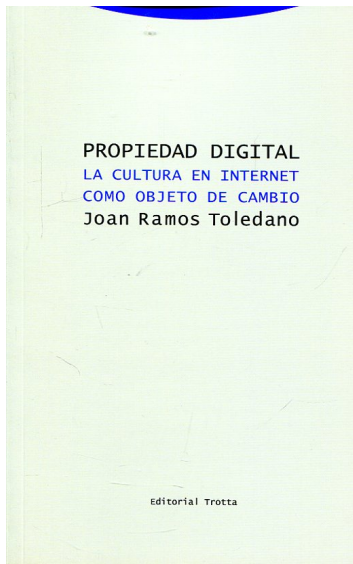 PROPIEDAD DIGITAL
LA CULTURA EN INTERNET
COMO OBJETO DE CAMBIO
Joan Ramos Toledano
Editorial Trotta